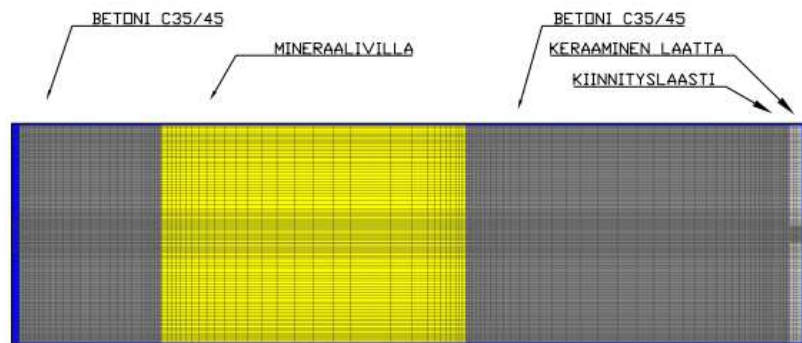 BETONI C35/45
BETONI C35/45
MINERAALIVILLA
KERAAMINEN LAATTA
KIINNITYSLAASTI